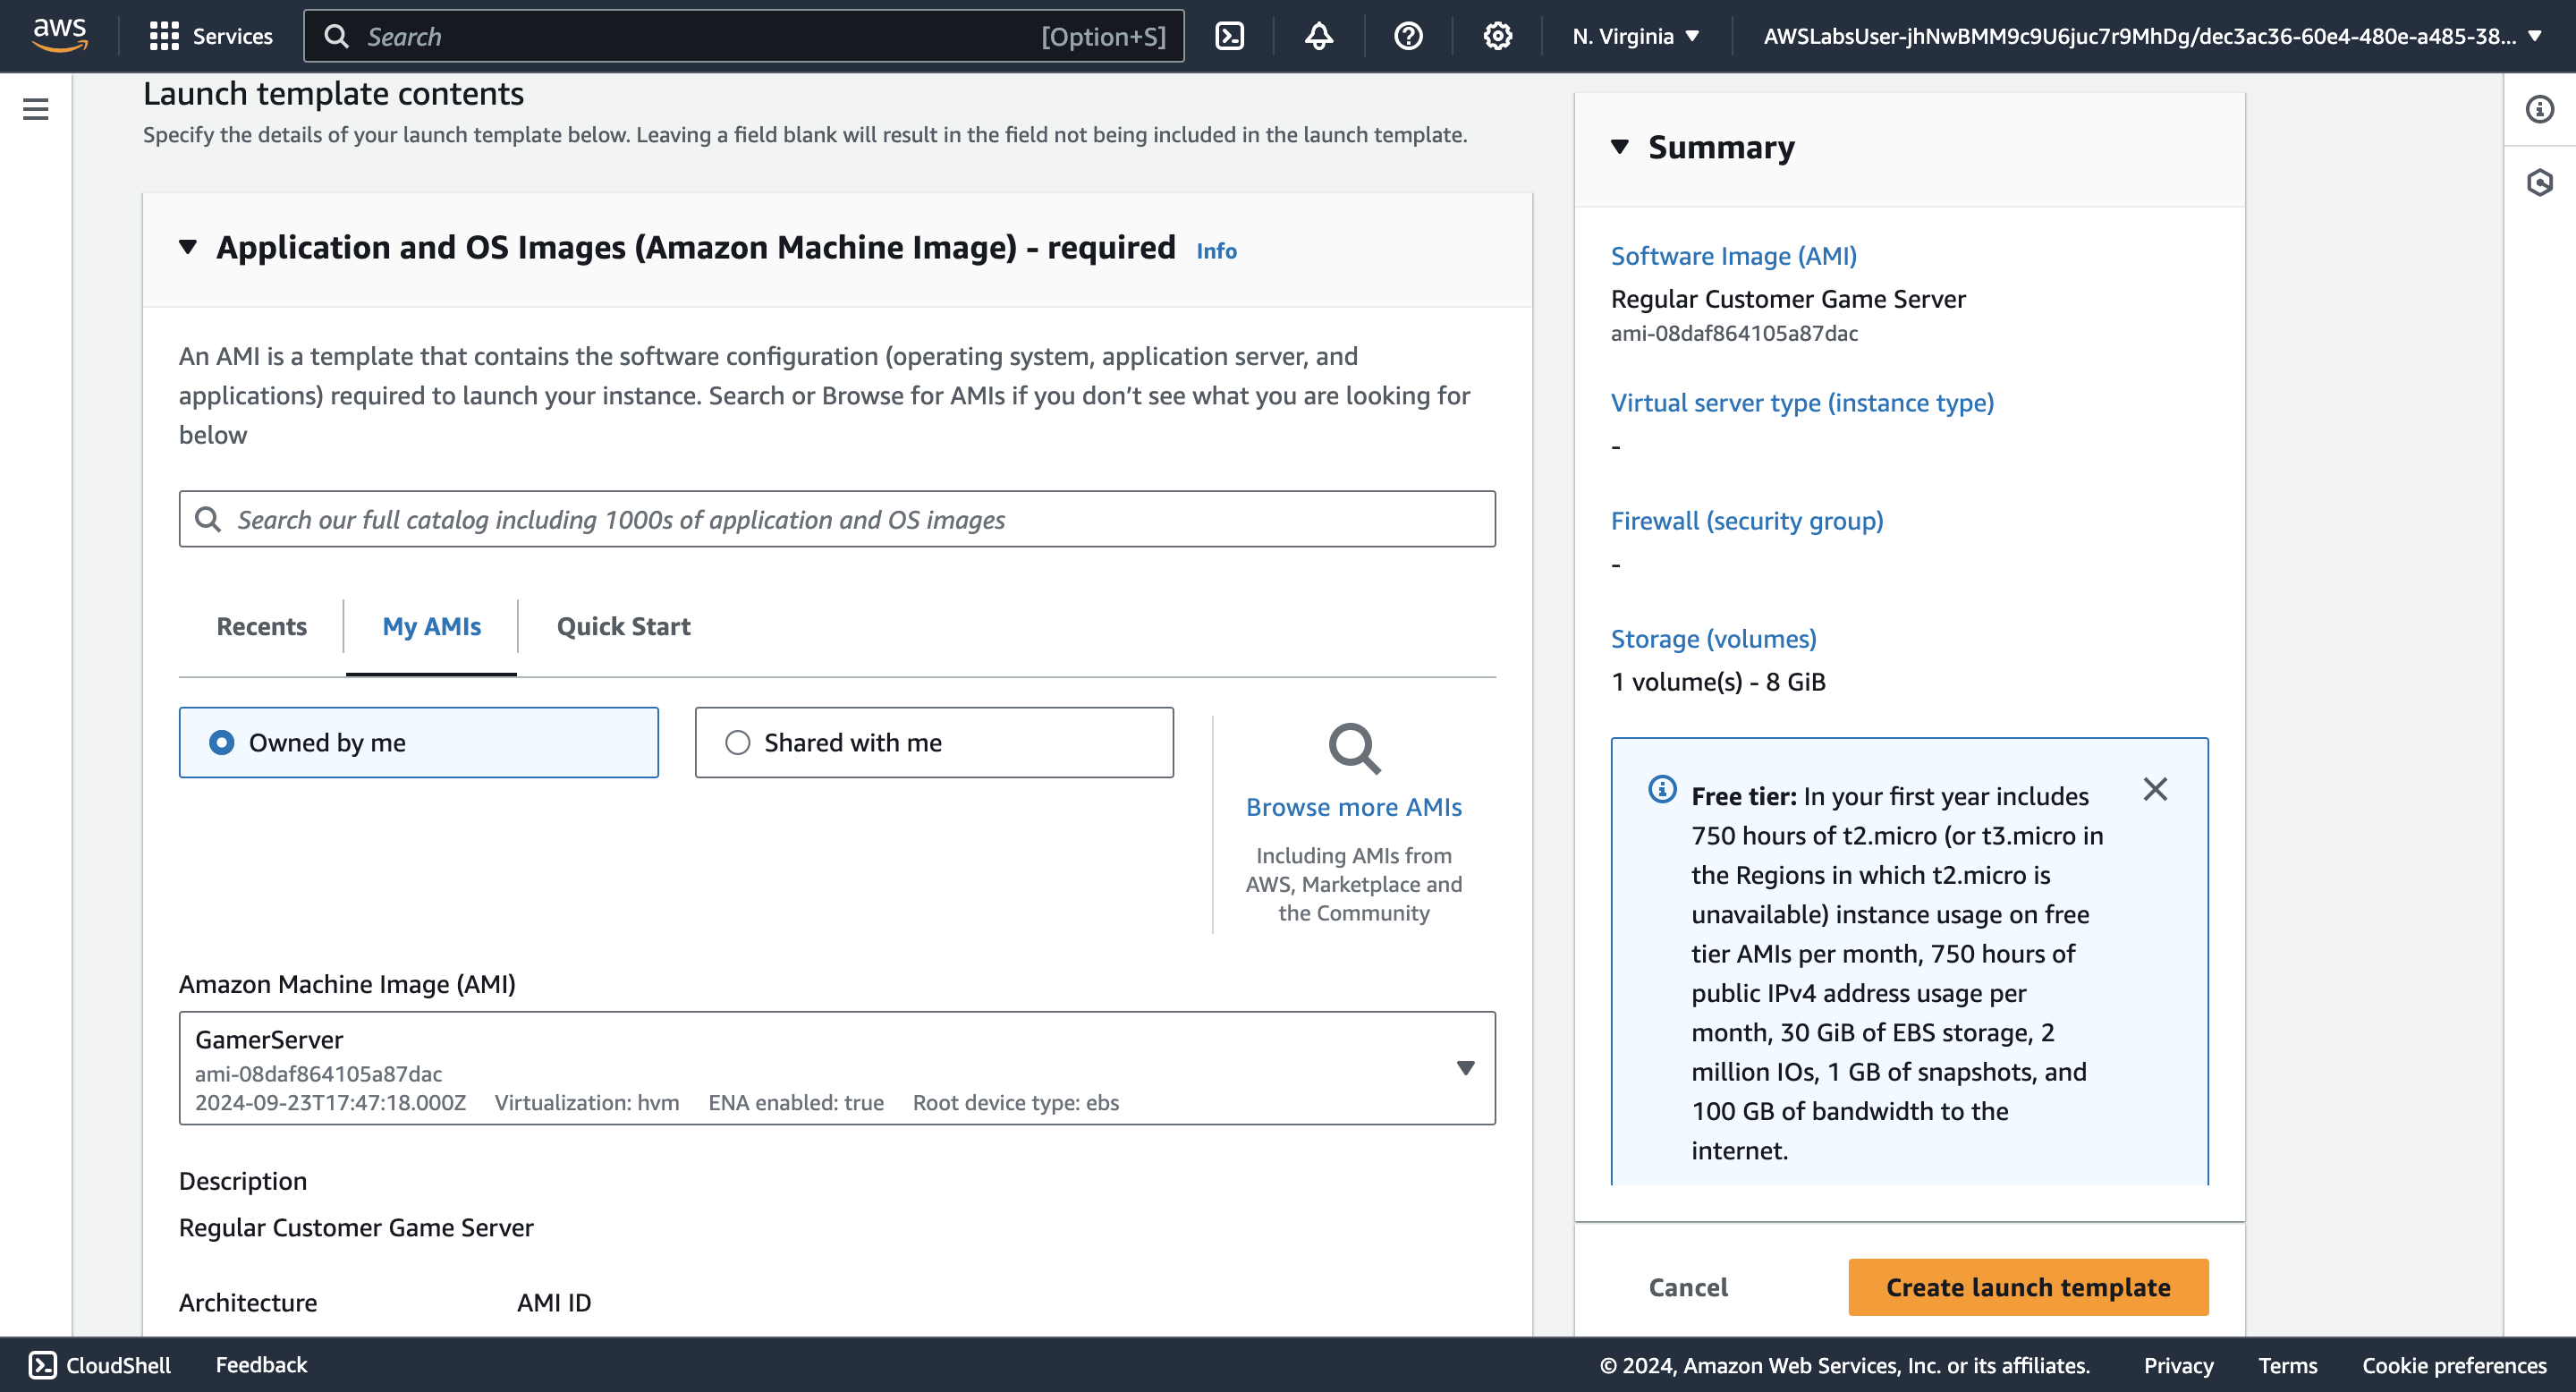 aws
Services
Search
[Option+S]
N. Virginia
AWSLabsUser-jhNwBMM9c9U6juc7r9MhDg/dec3ac36-60e4-480e-a485-38...
Launch template contents
Specify the details of your launch template below. Leaving a field blank will result in the field not being included in the launch template.
Application and OS Images (Amazon Machine Image) - required Info
An AMI is a template that contains the software configuration (operating system, application server, and
applications) required to launch your instance. Search or Browse for AMIs if you don’t see what you are looking for
below
Search our full catalog including 1000s of application and OS images
Recents
My AMIs
Quick Start
Owned by me
Shared with me
Browse more AMIs
Including AMIs from
AWS, Marketplace and
the Community
Amazon Machine Image (AMI)
GamerServer
ami-08daf864105a87dac
2024-09-23T17:47:18.000Z Virtualization: hvm ENA enabled: true Root device type: ebs
Description
Regular Customer Game Server
Architecture
AMI ID
Summary
Software Image (AMI)
Regular Customer Game Server
ami-08daf864105a87dac
Virtual server type (instance type)
-
Firewall (security group)
-
Storage (volumes)
1 volume(s) - 8 GiB
Free tier: In your first year includes
750 hours of t2.micro (or t3.micro in
the Regions in which t2.micro is
unavailable) instance usage on free
tier AMIs per month, 750 hours of
public IPv4 address usage per
month, 30 GiB of EBS storage, 2
million IOs, 1 GB of snapshots, and
100 GB of bandwidth to the
internet.
Cancel
Create launch template
CloudShell
Feedback
© 2024, Amazon Web Services, Inc. or its affiliates.
Privacy
Terms
Cookie preferences